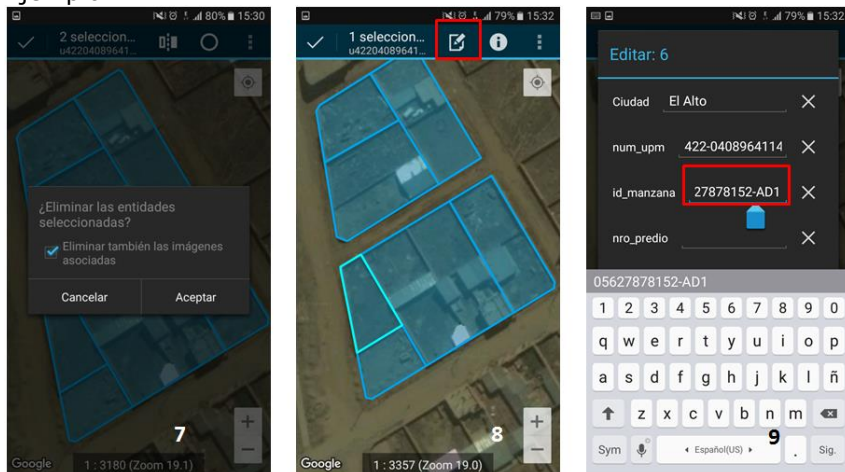 80% 15:30
2 seleccion...
u42204089641...
¿Eliminar las entidades
seleccionadas?
Eliminar también las imágenes
asociadas
Cancelar Aceptar
7
+
−
Google 1 : 3180 (Zoom 19.1)
79% 15:32
1 seleccion...
u42204089641...
8
+
−
Google 1 : 3357 (Zoom 19.0)
79% 15:32
Editar: 6
Ciudad El Alto
num_upm 422-0408964114
id_manzana 27878152-AD1
nro_predio
05627878152-AD1
1 2 3 4 5 6 7 8 9 0
q w e r t y u i o p
a s d f g h j k l ñ
z x c v b n m
Sym Español(US) . Sig.
9